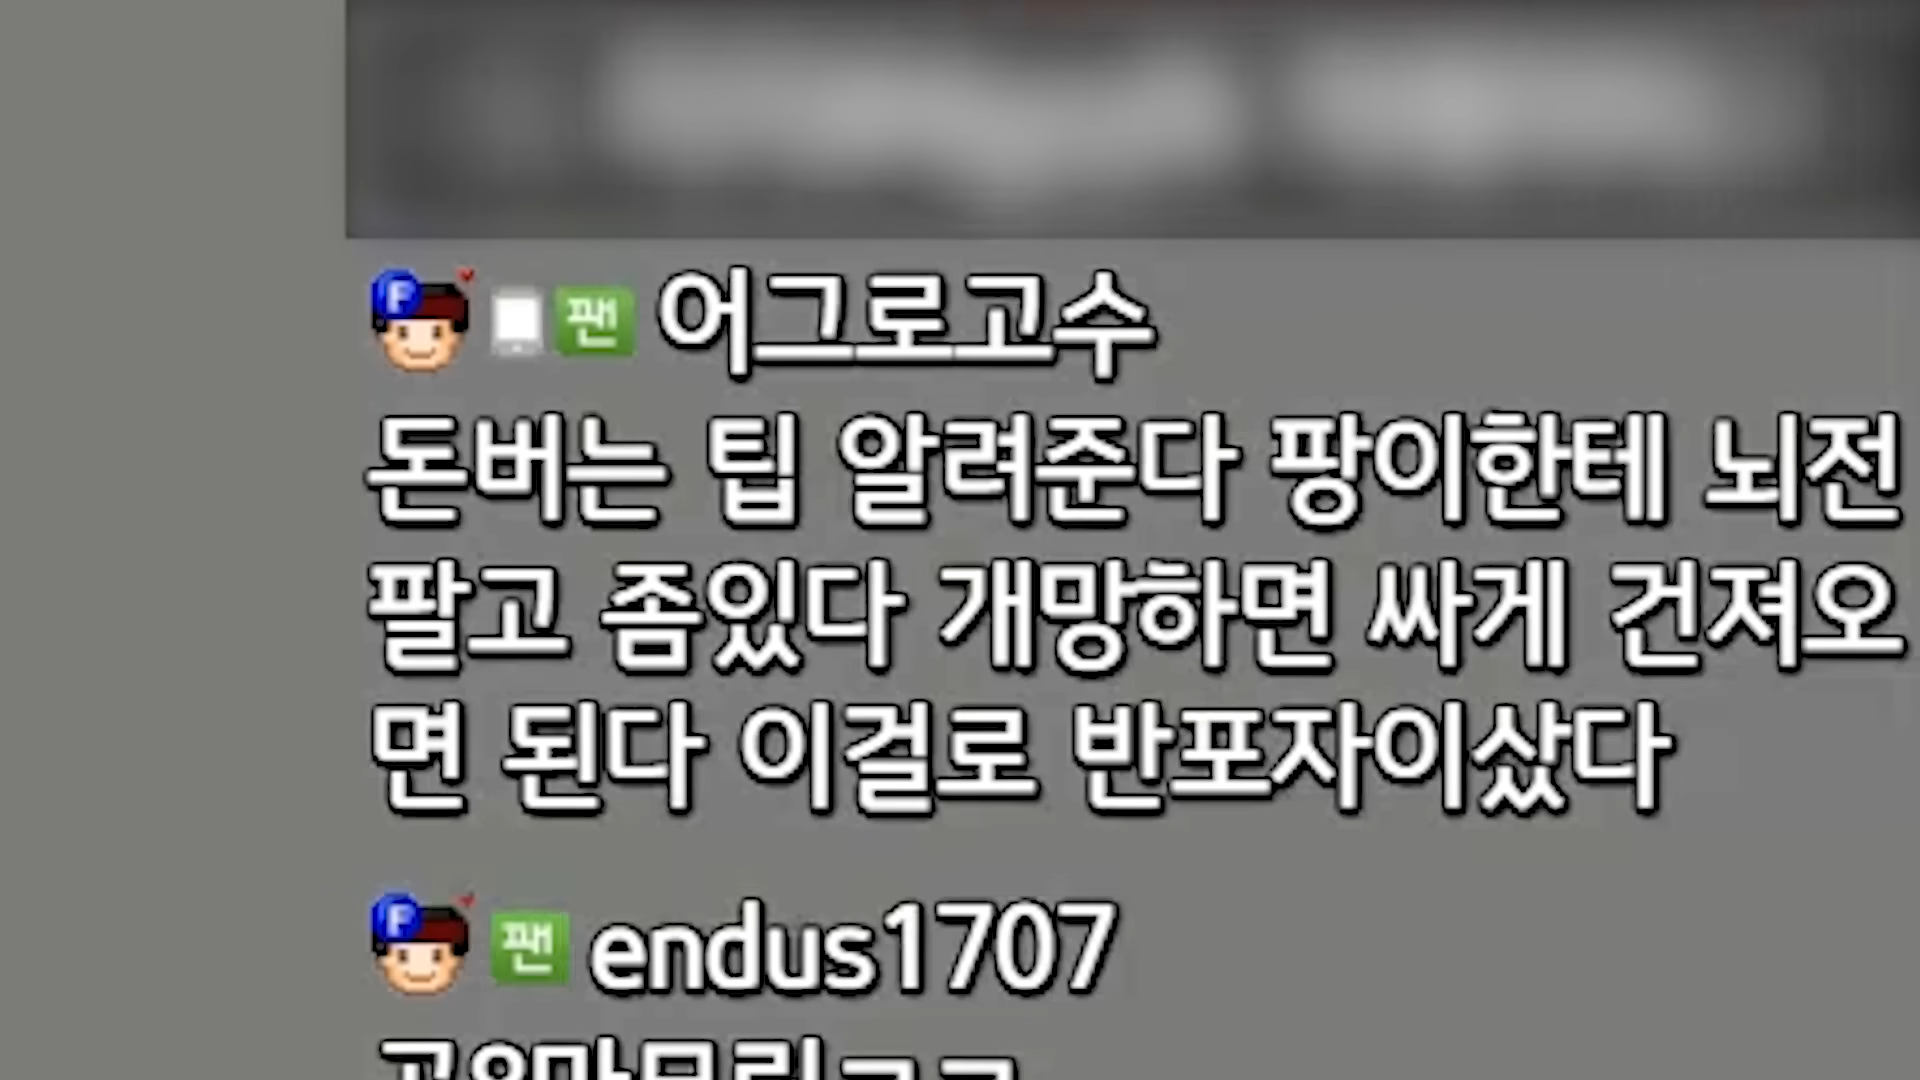 F 팬 어그로고수
돈버는 팁 알려준다 팡이한테 뇌전
팔고 좀있다 개망하면 싸게 건져오
면 된다 이걸로 반포자이샀다
F 팬 endus1707